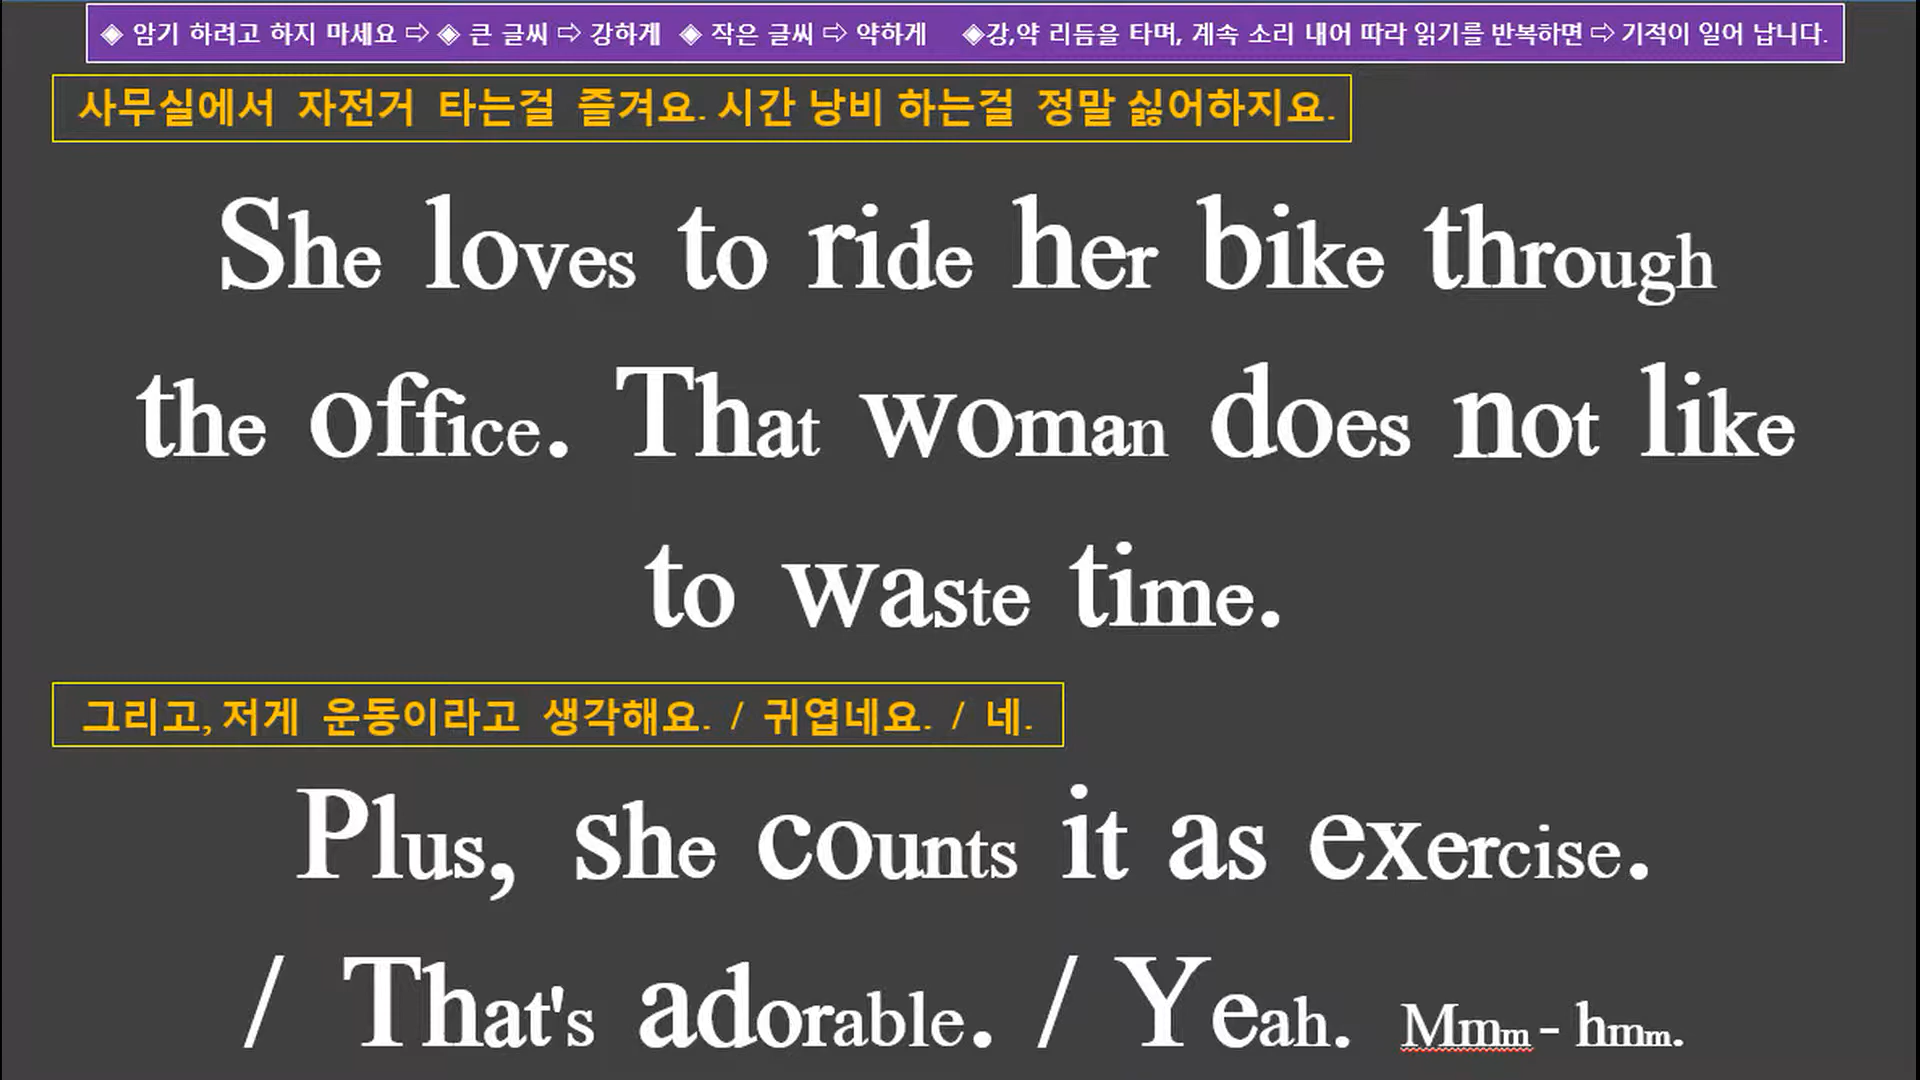 ◈ 암기 하려고 하지 마세요 ⇨ ◈ 큰 글씨 ⇨ 강하게 ◈ 작은 글씨 ⇨ 약하게 ◈강,약 리듬을 타며, 계속 소리 내어 따라 읽기를 반복하면 ⇨ 기적이 일어 납니다.
사무실에서 자전거 타는걸 즐겨요. 시간 낭비 하는걸 정말 싫어하지요.
She loves to ride her bike through
the office. That woman does not like
to waste time.
그리고, 저게 운동이라고 생각해요. / 귀엽네요. / 네.
Plus, she counts it as exercise.
/ That's adorable. / Yeah. Mmm - hmm.